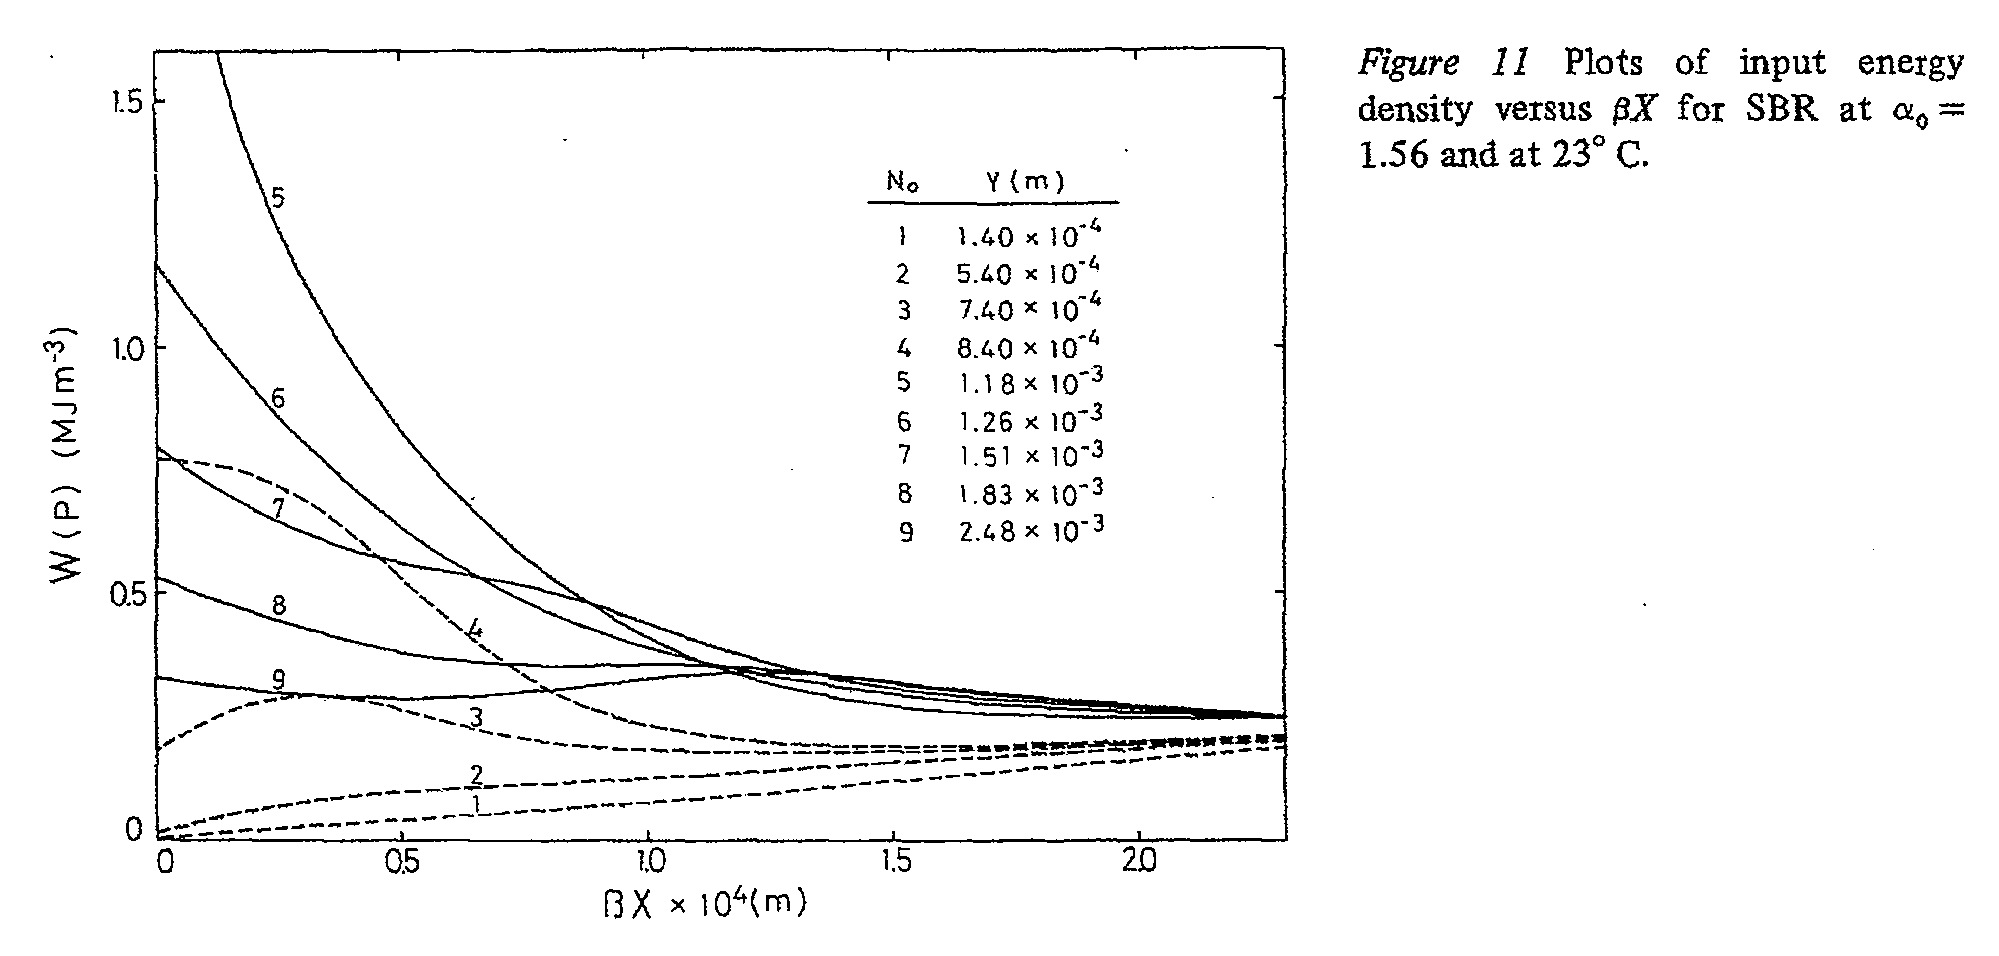 Figure 11 Plots of input energy
density versus βX for SBR at α₀ =
1.56 and at 23° C.
1.5
1.0
0.5
0
W(P) (MJm⁻³)
5
6
7
8
9
4
3
2
1
No Y(m)
1 1.40 × 10⁻⁴
2 5.40 × 10⁻⁴
3 7.40 × 10⁻⁴
4 8.40 × 10⁻⁴
5 1.18 × 10⁻³
6 1.26 × 10⁻³
7 1.51 × 10⁻³
8 1.83 × 10⁻³
9 2.48 × 10⁻³
0 0.5 1.0 1.5 2.0
βX × 10⁴(m)